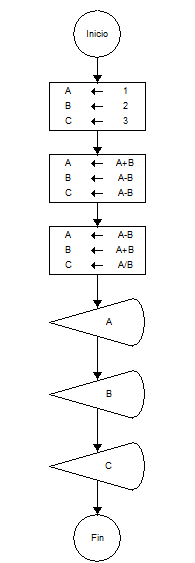 Inicio
A ← 1
B ← 2
C ← 3
A ← A+B
B ← A-B
C ← A-B
A ← A-B
B ← A+B
C ← A/B
A
B
C
Fin